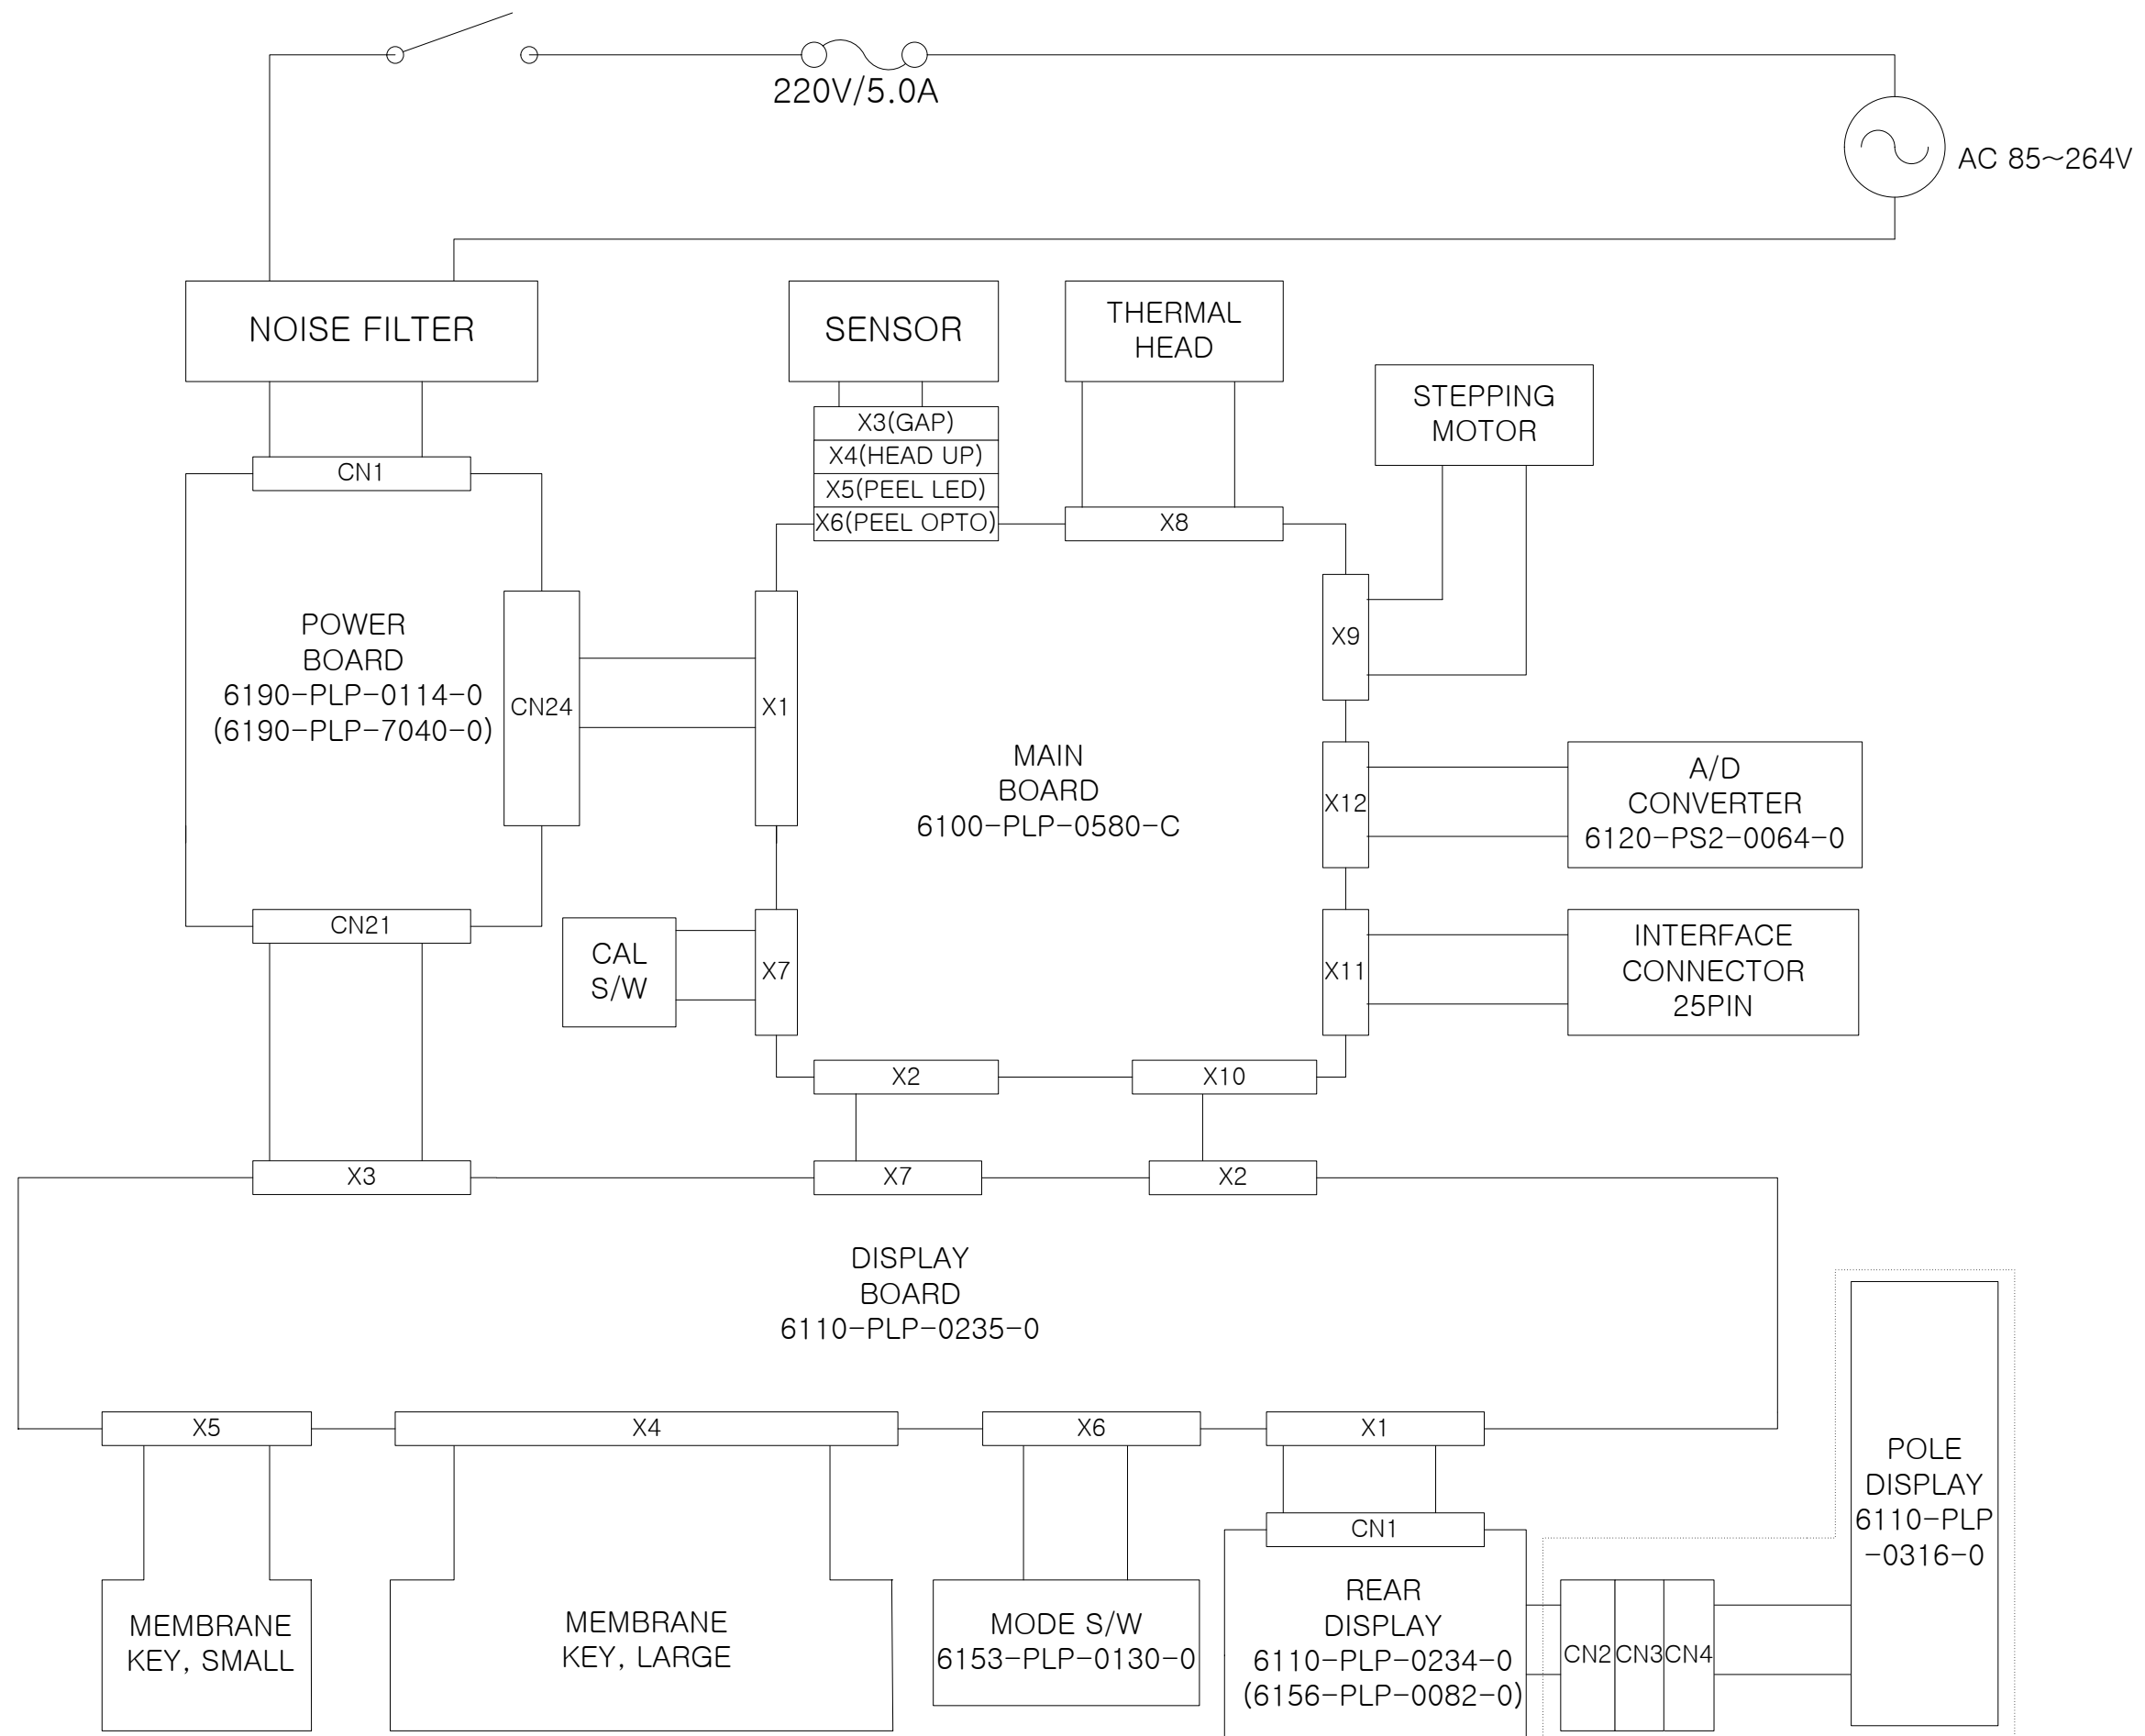 220V/5.0A
AC 85~264V
NOISE FILTER
SENSOR
THERMAL
HEAD
STEPPING
MOTOR
X3(GAP)
X4(HEAD UP)
X5(PEEL LED)
X6(PEEL OPTO)
X8
CN1
POWER
BOARD
6190-PLP-0114-0
(6190-PLP-7040-0)
CN24
X1
X9
MAIN
BOARD
6100-PLP-0580-C
X12
A/D
CONVERTER
6120-PS2-0064-0
CN21
CAL
S/W
X7
X11
INTERFACE
CONNECTOR
25PIN
X2
X10
X3
X7
X2
DISPLAY
BOARD
6110-PLP-0235-0
X5
X4
X6
X1
POLE
DISPLAY
6110-PLP
-0316-0
CN1
MEMBRANE
KEY, SMALL
MEMBRANE
KEY, LARGE
MODE S/W
6153-PLP-0130-0
REAR
DISPLAY
6110-PLP-0234-0
(6156-PLP-0082-0)
CN2
CN3
CN4